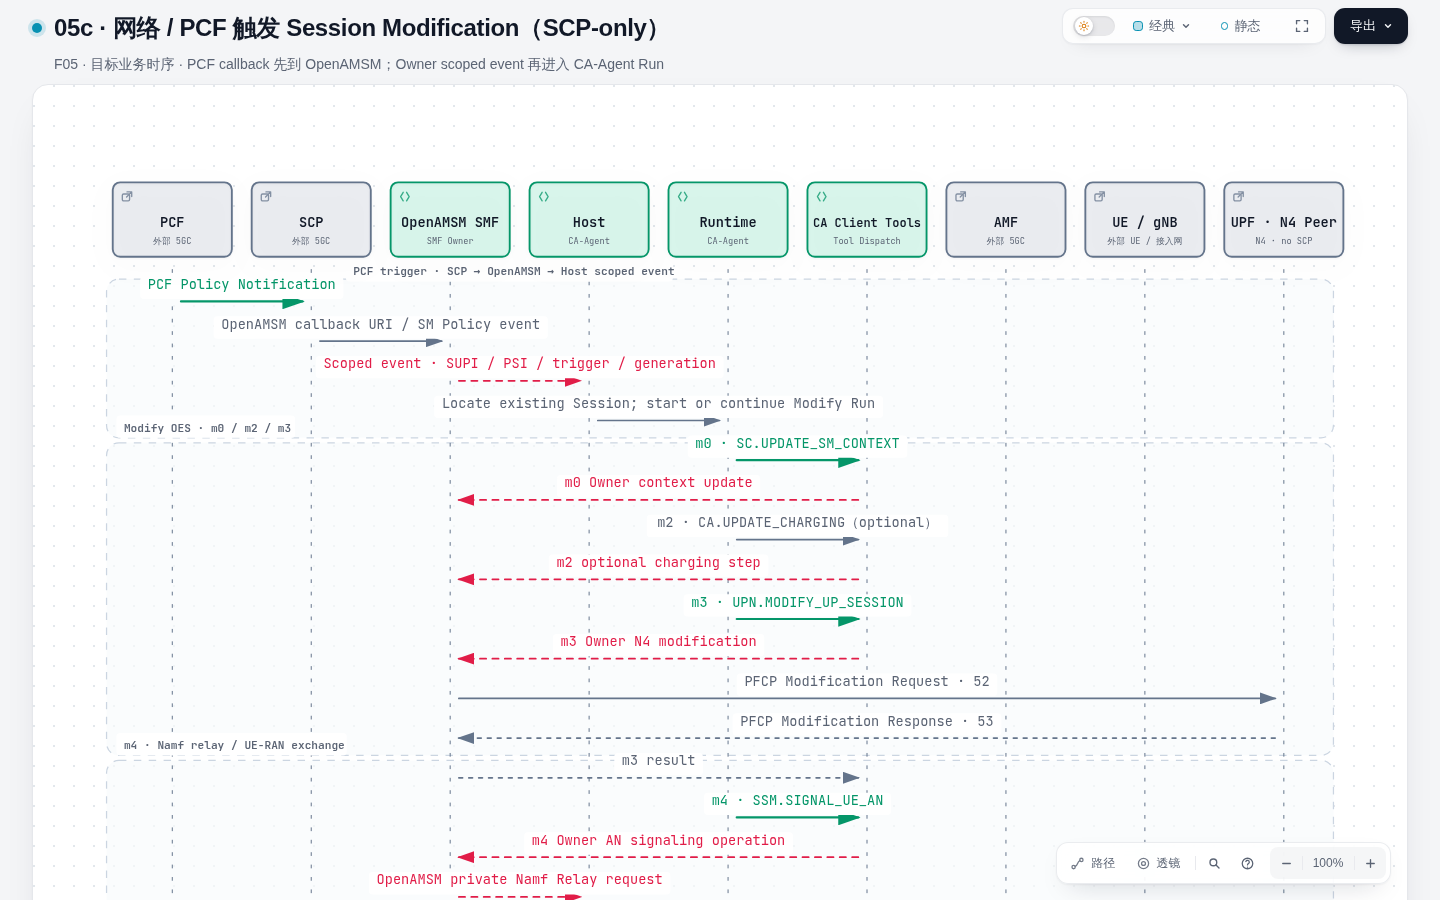 05c · 网络 / PCF 触发 Session Modification（SCP-only）
经典
静态
导出
F05 · 目标业务时序 · PCF callback 先到 OpenAMSM；Owner scoped event 再进入 CA-Agent Run
PCF
外部 5GC
SCP
外部 5GC
OpenAMSM SMF
SMF Owner
Host
CA-Agent
Runtime
CA-Agent
CA Client Tools
Tool Dispatch
AMF
外部 5GC
UE / gNB
外部 UE / 接入网
UPF · N4 Peer
N4 · no SCP
PCF trigger · SCP → OpenAMSM → Host scoped event
PCF Policy Notification
OpenAMSM callback URI / SM Policy event
Scoped event · SUPI / PSI / trigger / generation
Locate existing Session; start or continue Modify Run
Modify OES · m0 / m2 / m3
m0 · SC.UPDATE_SM_CONTEXT
m0 Owner context update
m2 · CA.UPDATE_CHARGING（optional）
m2 optional charging step
m3 · UPN.MODIFY_UP_SESSION
m3 Owner N4 modification
PFCP Modification Request · 52
PFCP Modification Response · 53
m4 · Namf relay / UE-RAN exchange
m3 result
m4 · SSM.SIGNAL_UE_AN
m4 Owner AN signaling operation
OpenAMSM private Namf Relay request
路径
透镜
100%